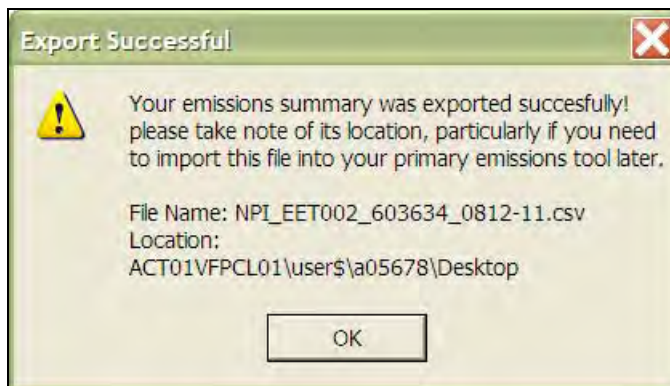 Export Successful
Your emissions summary was exported succesfully!
please take note of its location, particularly if you need
to import this file into your primary emissions tool later.
File Name: NPI_EET002_603634_0812-11.csv
Location:
ACT01VFPCL01\user$\a05678\Desktop
OK